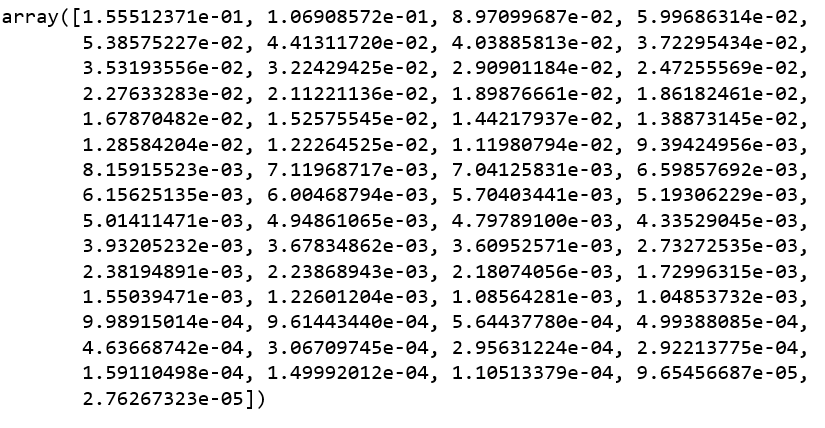 array([1.55512371e-01, 1.06908572e-01, 8.97099687e-02, 5.99686314e-02,
5.38575227e-02, 4.41311720e-02, 4.03885813e-02, 3.72295434e-02,
3.53193556e-02, 3.22429425e-02, 2.90901184e-02, 2.47255569e-02,
2.27633283e-02, 2.11221136e-02, 1.89876661e-02, 1.86182461e-02,
1.67870482e-02, 1.52575545e-02, 1.44217937e-02, 1.38873145e-02,
1.28584204e-02, 1.22264525e-02, 1.11980794e-02, 9.39424956e-03,
8.15915523e-03, 7.11968717e-03, 7.04125831e-03, 6.59857692e-03,
6.15625135e-03, 6.00468794e-03, 5.70403441e-03, 5.19306229e-03,
5.01411471e-03, 4.94861065e-03, 4.79789100e-03, 4.33529045e-03,
3.93205232e-03, 3.67834862e-03, 3.60952571e-03, 2.73272535e-03,
2.38194891e-03, 2.23868943e-03, 2.18074056e-03, 1.72996315e-03,
1.55039471e-03, 1.22601204e-03, 1.08564281e-03, 1.04853732e-03,
9.98915014e-04, 9.61443440e-04, 5.64437780e-04, 4.99388085e-04,
4.63668742e-04, 3.06709745e-04, 2.95631224e-04, 2.92213775e-04,
1.59110498e-04, 1.49992012e-04, 1.10513379e-04, 9.65456687e-05,
2.76267323e-05])